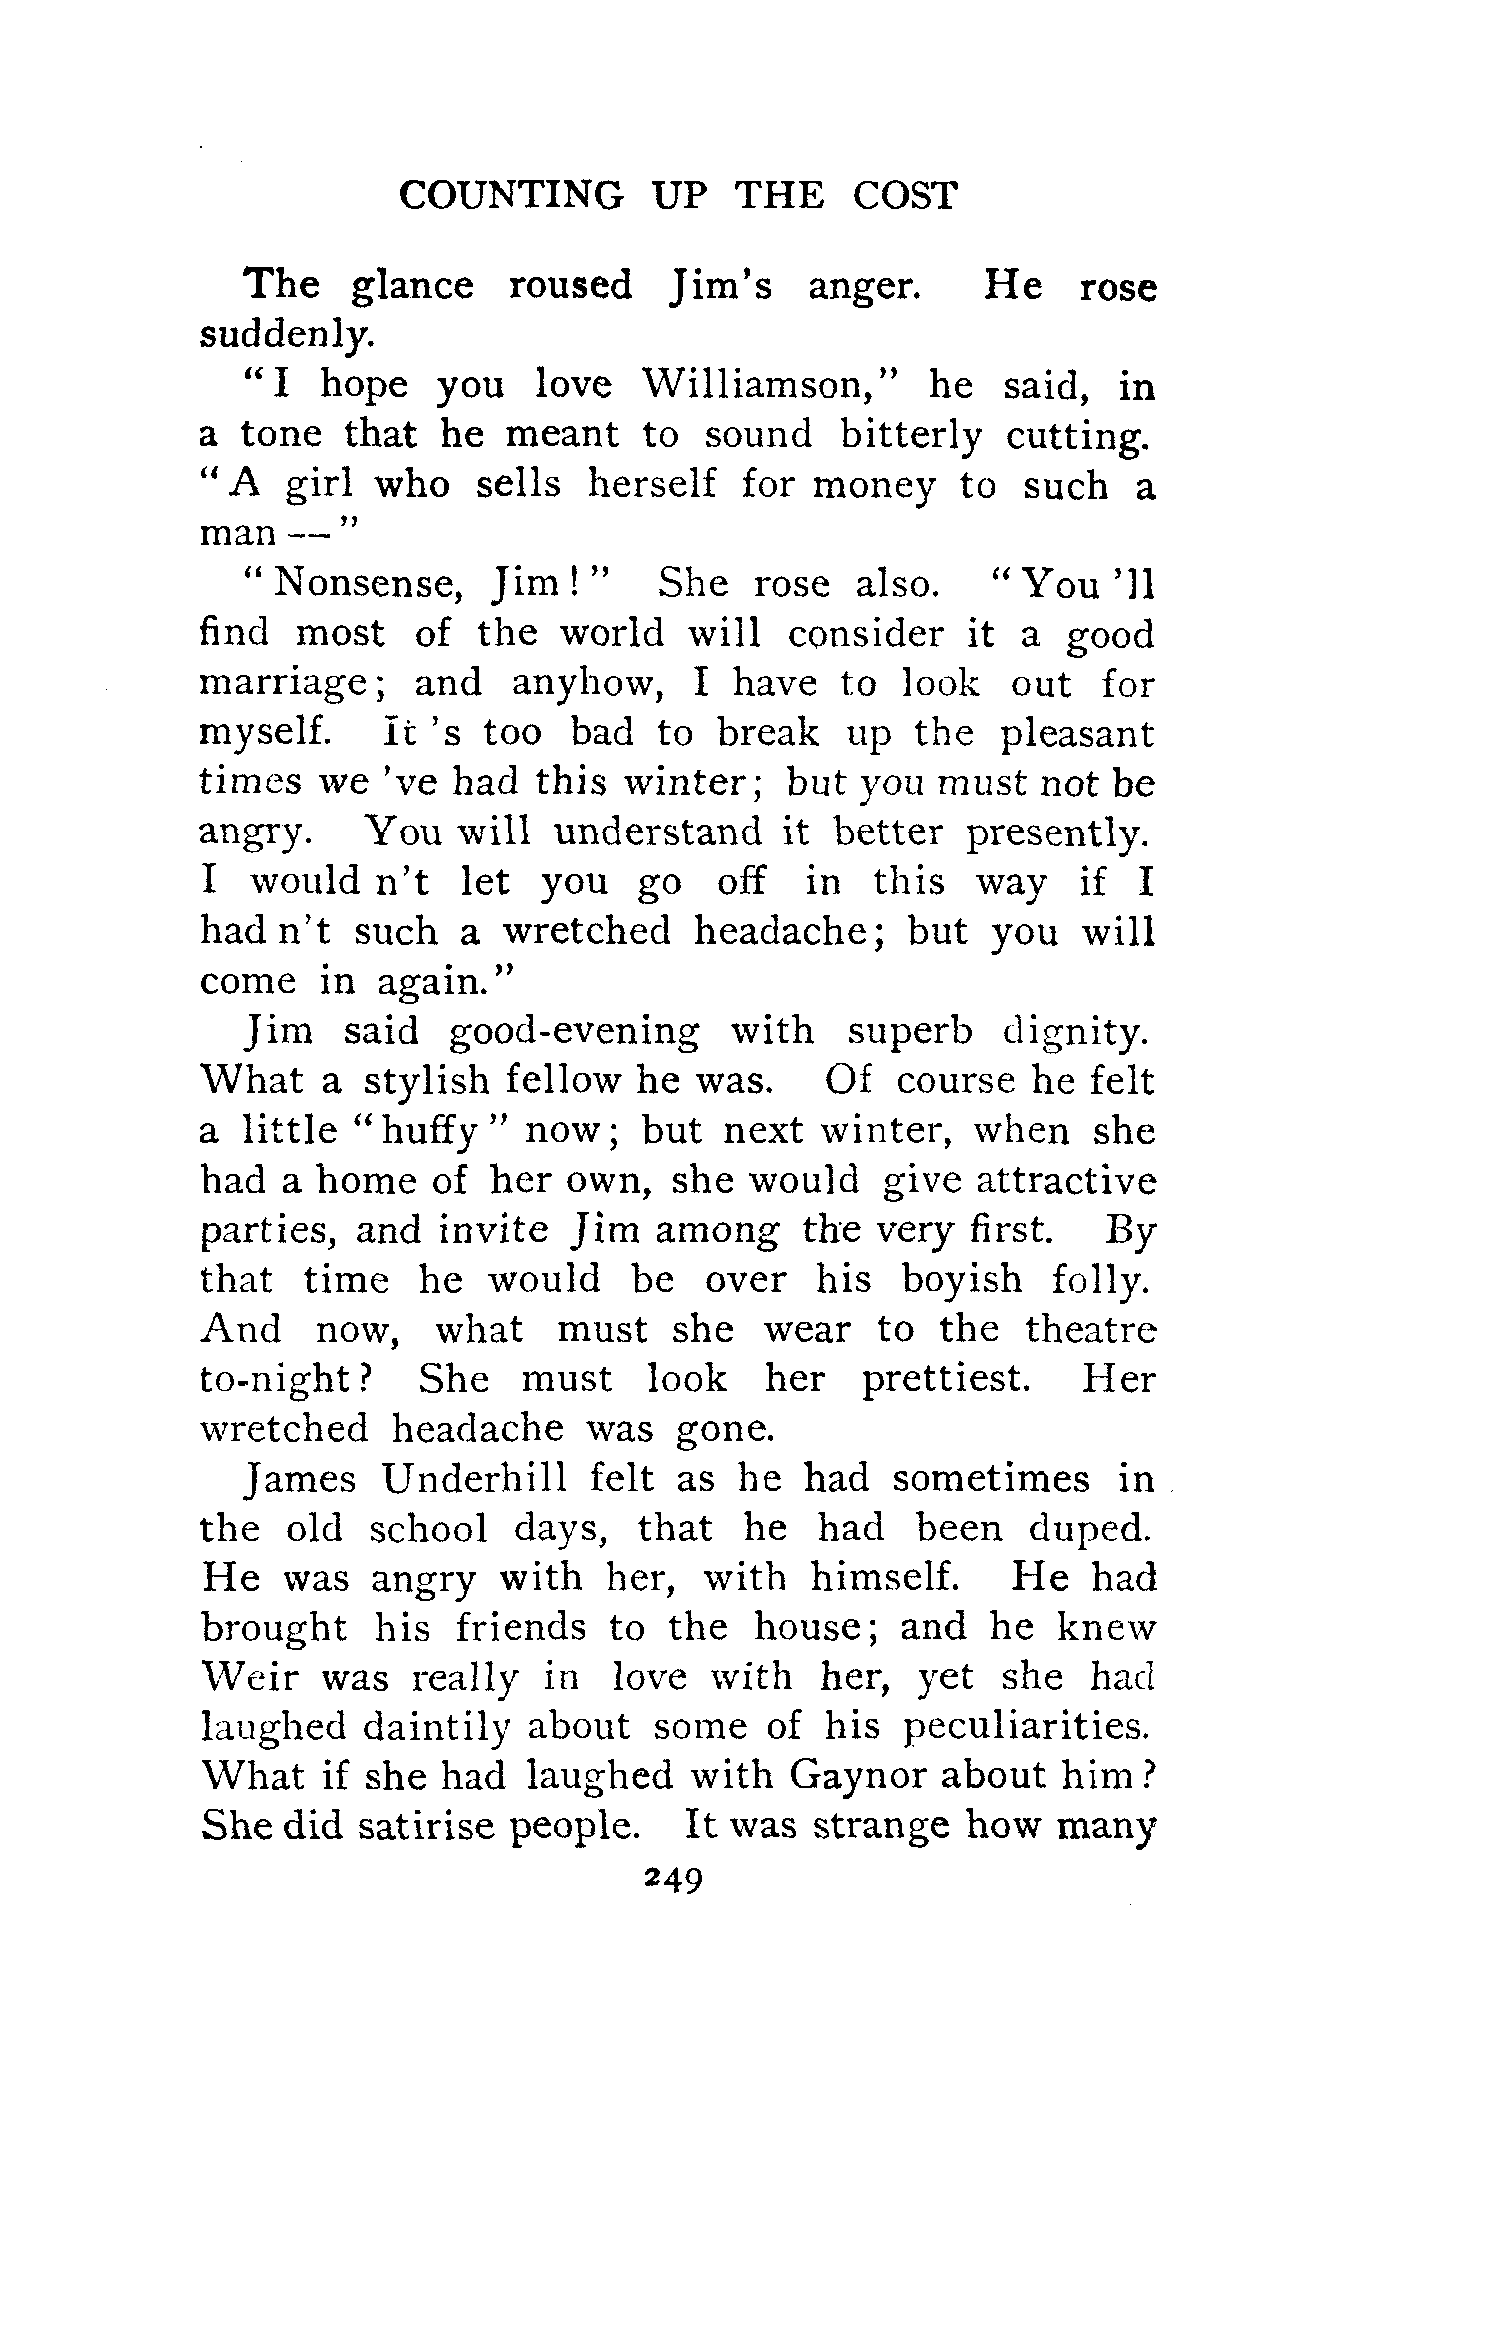 COUNTING UP THE COST
The glance roused Jim's anger. He rose
suddenly.
"I hope you love Williamson," he said, in
a tone that he meant to sound bitterly cutting.
"A girl who sells herself for money to such a
man —"
"Nonsense, Jim!" She rose also. "You 'll
find most of the world will consider it a good
marriage; and anyhow, I have to look out for
myself. It 's too bad to break up the pleasant
times we 've had this winter; but you must not be
angry. You will understand it better presently.
I would n't let you go off in this way if I
had n't such a wretched headache; but you will
come in again."
Jim said good-evening with superb dignity.
What a stylish fellow he was. Of course he felt
a little "huffy" now; but next winter, when she
had a home of her own, she would give attractive
parties, and invite Jim among the very first. By
that time he would be over his boyish folly.
And now, what must she wear to the theatre
to-night? She must look her prettiest. Her
wretched headache was gone.
James Underhill felt as he had sometimes in
the old school days, that he had been duped.
He was angry with her, with himself. He had
brought his friends to the house; and he knew
Weir was really in love with her, yet she had
laughed daintily about some of his peculiarities.
What if she had laughed with Gaynor about him?
She did satirise people. It was strange how many
249